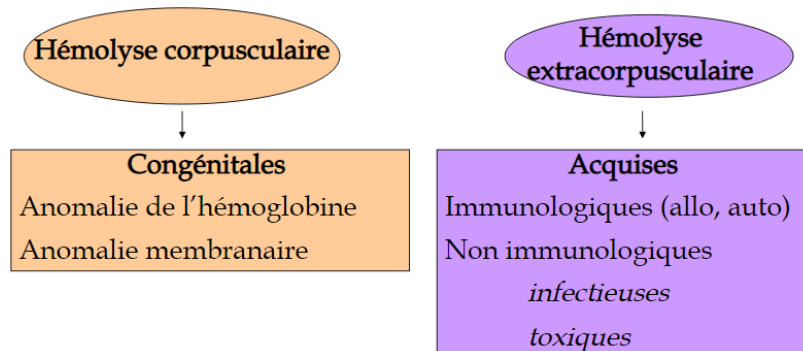 Hémolyse corpusculaire
Congénitales
Anomalie de l'hémoglobine
Anomalie membranaire
Hémolyse
extracorpusculaire
Acquises
Immunologiques (allo, auto)
Non immunologiques
infectieuses
toxiques